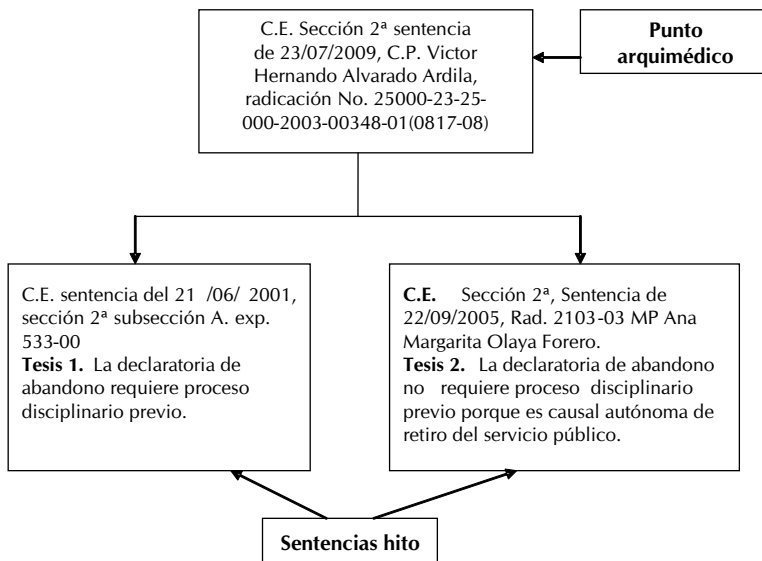 C.E. Sección 2ª sentencia
de 23/07/2009, C.P. Victor
Hernando Alvarado Ardila,
radicación No. 25000-23-25-
000-2003-00348-01(0817-08)
Punto
arquimédico
C.E. sentencia del 21 /06/ 2001,
sección 2ª subsección A. exp.
533-00
Tesis 1. La declaratoria de
abandono requiere proceso
disciplinario previo.
C.E. Sección 2ª, Sentencia de
22/09/2005, Rad. 2103-03 MP Ana
Margarita Olaya Forero.
Tesis 2. La declaratoria de abandono
no requiere proceso disciplinario
previo porque es causal autónoma de
retiro del servicio público.
Sentencias hito